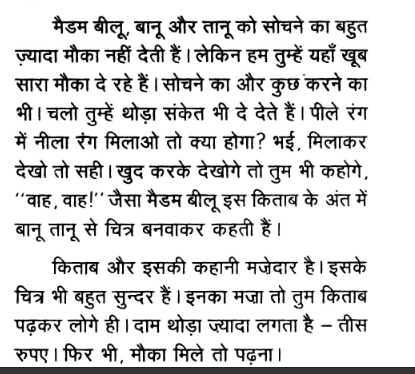 मैडम बीलू, बानू और तानू को सोचने का बहुत
ज़्यादा मौका नहीं देती हैं। लेकिन हम तुम्हें यहाँ खूब
सारा मौका दे रहे हैं। सोचने का और कुछ करने का
भी। चलो तुम्हें थोड़ा संकेत भी दे देते हैं। पीले रंग
में नीला रंग मिलाओ तो क्या होगा? भई, मिलाकर
देखो तो सही। खुद करके देखोगे तो तुम भी कहोगे,
‘‘वाह, वाह!’’ जैसा मैडम बीलू इस किताब के अंत में
बानू तानू से चित्र बनवाकर कहती हैं।
किताब और इसकी कहानी मज़ेदार है। इसके
चित्र भी बहुत सुन्दर हैं। इनका मज़ा तो तुम किताब
पढ़कर लोगे ही। दाम थोड़ा ज़्यादा लगता है – तीस
रुपए। फिर भी, मौका मिले तो पढ़ना।